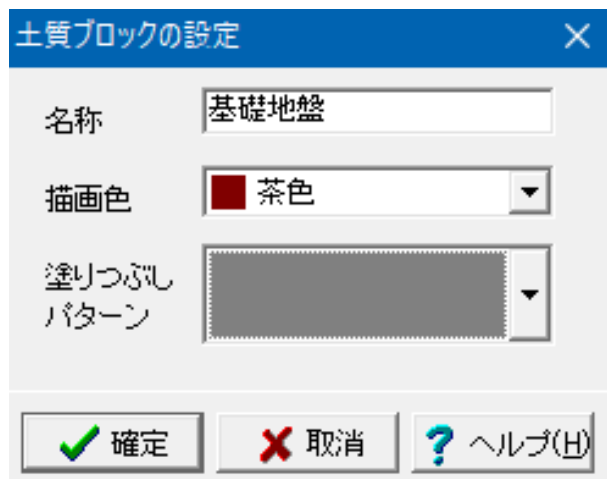 土質ブロックの設定
名称
基礎地盤
描画色
茶色
塗りつぶし
パターン
確定
取消
ヘルプ(H)